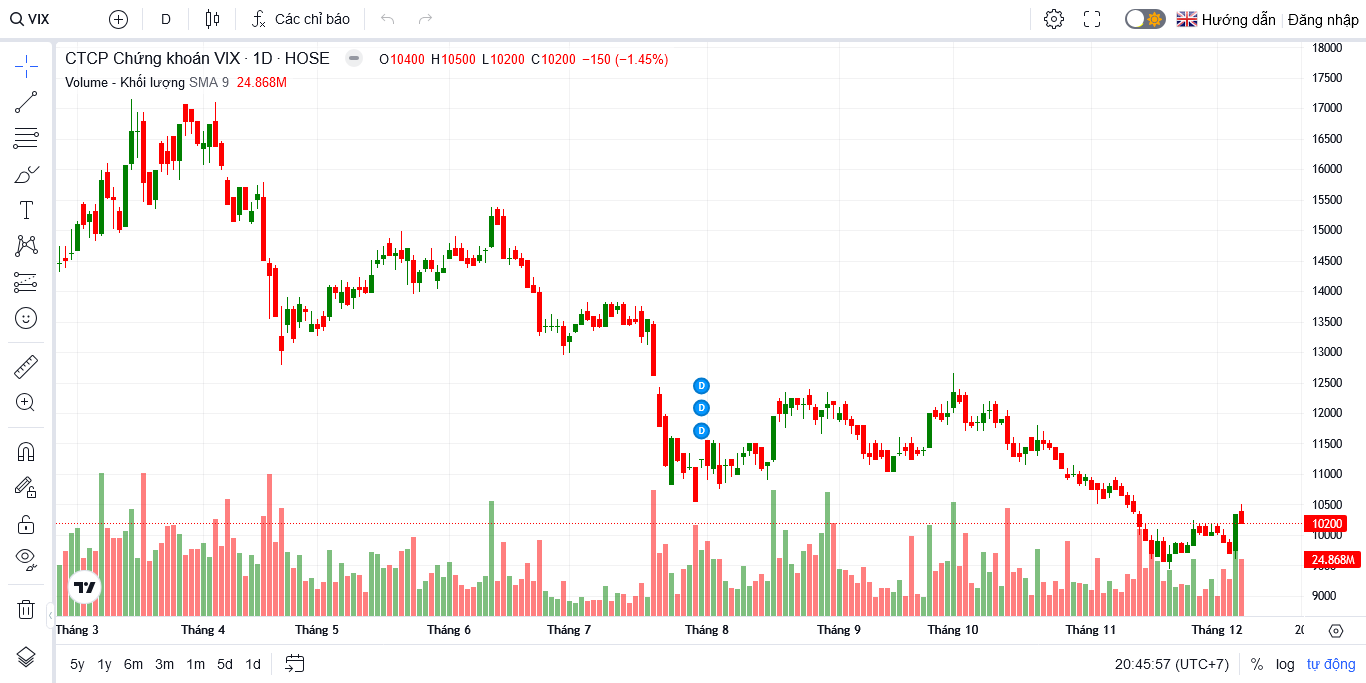 VIX D Các chỉ báo Hướng dẫn Đăng nhập
CTCP Chứng khoán VIX · 1D · HOSE O10400 H10500 L10200 C10200 −150 (−1.45%)
Volume - Khối lượng SMA 9 24.868M
18000
17500
17000
16500
16000
15500
15000
14500
14000
13500
13000
12500
12000
11500
11000
10500
10200
10000
24.868M
9000
D
D
D
Tháng 3 Tháng 4 Tháng 5 Tháng 6 Tháng 7 Tháng 8 Tháng 9 Tháng 10 Tháng 11 Tháng 12
5y 1y 6m 3m 1m 5d 1d 20:45:57 (UTC+7) % log tự động